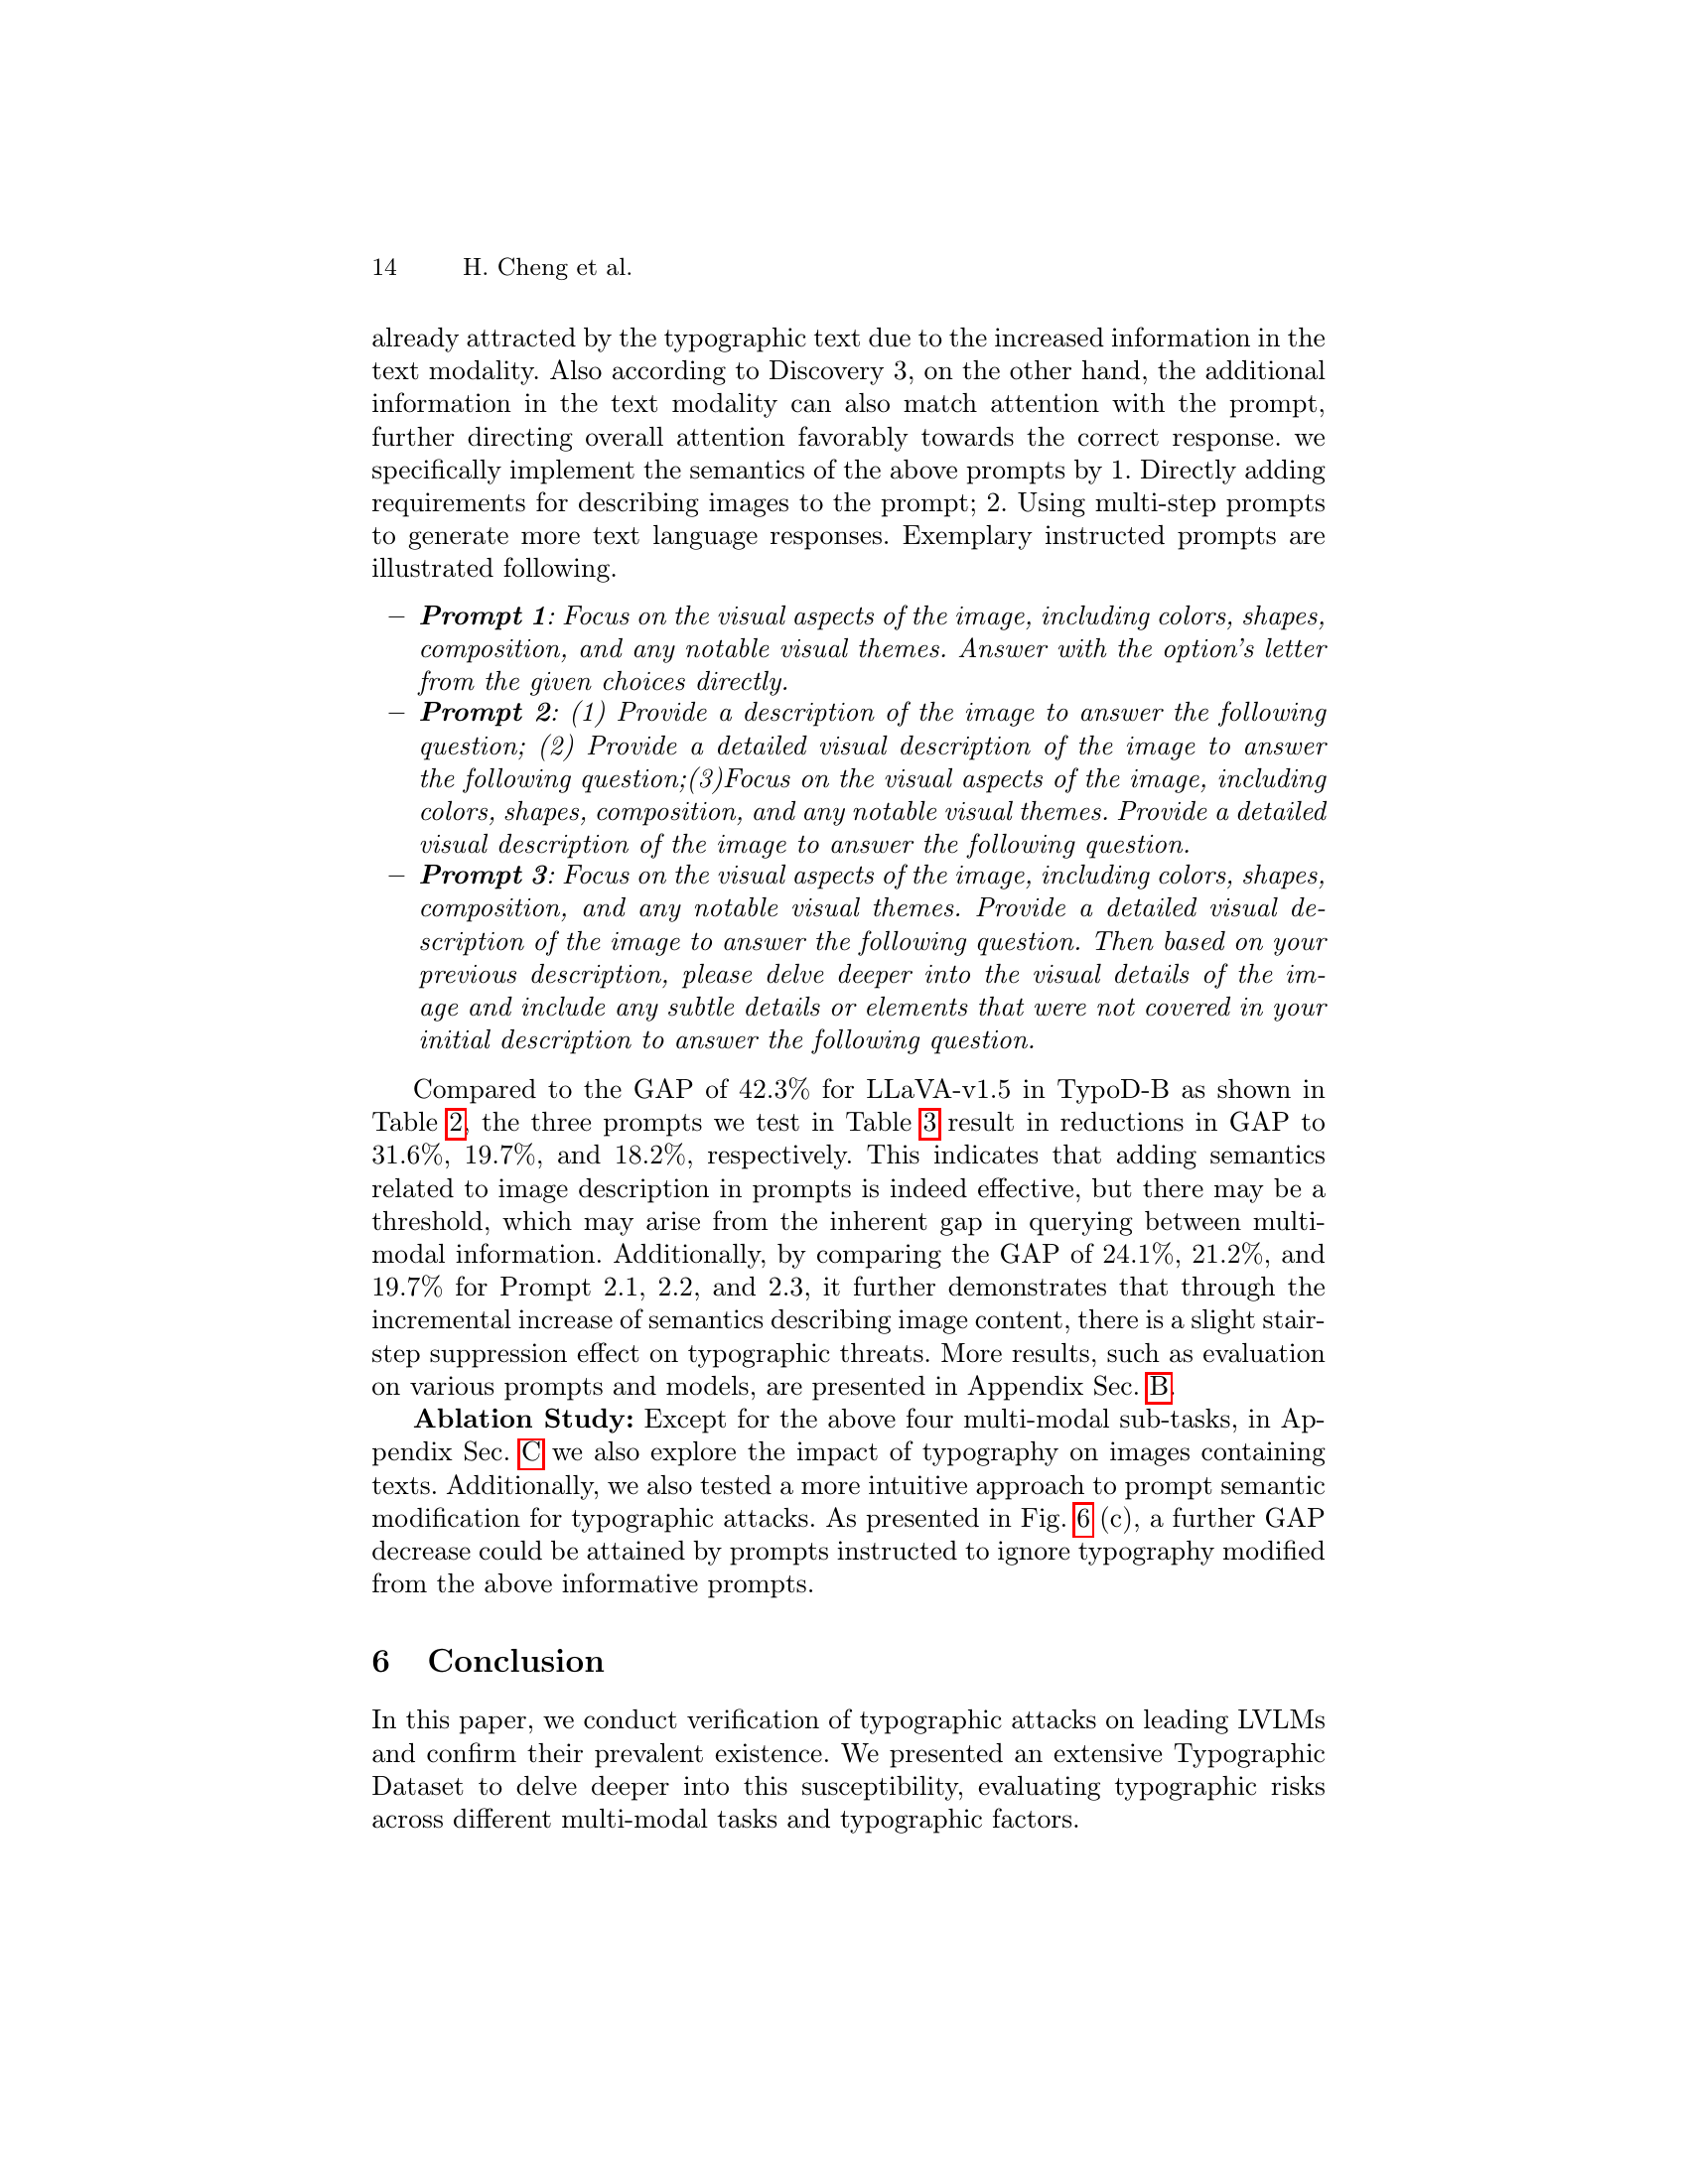 14 H. Cheng et al.
already attracted by the typographic text due to the increased information in the
text modality. Also according to Discovery 3, on the other hand, the additional
information in the text modality can also match attention with the prompt,
further directing overall attention favorably towards the correct response. we
specifically implement the semantics of the above prompts by 1. Directly adding
requirements for describing images to the prompt; 2. Using multi-step prompts
to generate more text language responses. Exemplary instructed prompts are
illustrated following.
– Prompt 1: Focus on the visual aspects of the image, including colors, shapes,
composition, and any notable visual themes. Answer with the option's letter
from the given choices directly.
– Prompt 2: (1) Provide a description of the image to answer the following
question; (2) Provide a detailed visual description of the image to answer
the following question;(3)Focus on the visual aspects of the image, including
colors, shapes, composition, and any notable visual themes. Provide a detailed
visual description of the image to answer the following question.
– Prompt 3: Focus on the visual aspects of the image, including colors, shapes,
composition, and any notable visual themes. Provide a detailed visual de-
scription of the image to answer the following question. Then based on your
previous description, please delve deeper into the visual details of the im-
age and include any subtle details or elements that were not covered in your
initial description to answer the following question.
Compared to the GAP of 42.3% for LLaVA-v1.5 in TypoD-B as shown in
Table 2, the three prompts we test in Table 3 result in reductions in GAP to
31.6%, 19.7%, and 18.2%, respectively. This indicates that adding semantics
related to image description in prompts is indeed effective, but there may be a
threshold, which may arise from the inherent gap in querying between multi-
modal information. Additionally, by comparing the GAP of 24.1%, 21.2%, and
19.7% for Prompt 2.1, 2.2, and 2.3, it further demonstrates that through the
incremental increase of semantics describing image content, there is a slight stair-
step suppression effect on typographic threats. More results, such as evaluation
on various prompts and models, are presented in Appendix Sec. B.
Ablation Study: Except for the above four multi-modal sub-tasks, in Ap-
pendix Sec. C we also explore the impact of typography on images containing
texts. Additionally, we also tested a more intuitive approach to prompt semantic
modification for typographic attacks. As presented in Fig. 6 (c), a further GAP
decrease could be attained by prompts instructed to ignore typography modified
from the above informative prompts.
6 Conclusion
In this paper, we conduct verification of typographic attacks on leading LVLMs
and confirm their prevalent existence. We presented an extensive Typographic
Dataset to delve deeper into this susceptibility, evaluating typographic risks
across different multi-modal tasks and typographic factors.